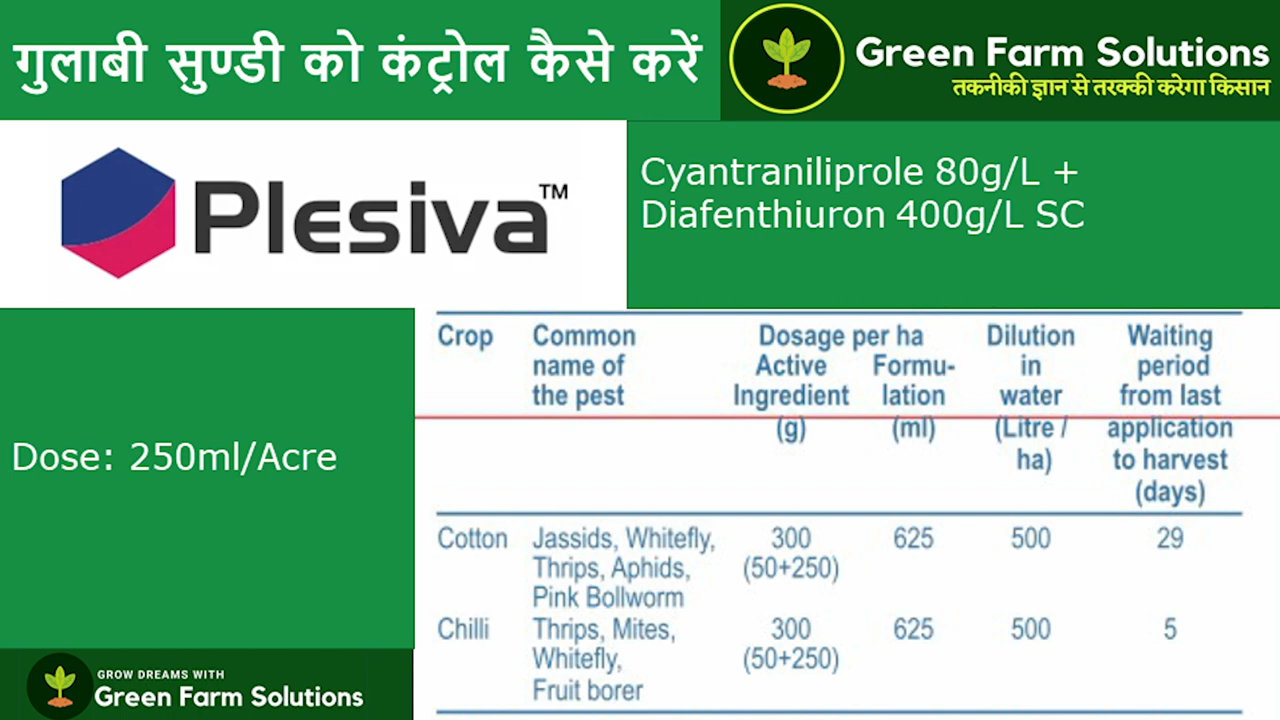 गुलाबी सुण्डी को कंट्रोल कैसे करें
Green Farm Solutions
तकनीकी ज्ञान से तरक्की करेगा किसान
Plesiva™
Cyantraniliprole 80g/L +
Diafenthiuron 400g/L SC
Dose: 250ml/Acre
Crop Common Dosage per ha Dilution Waiting
name of Active Formu- in period
the pest Ingredient lation water from last
(g) (ml) (Litre / application
ha) to harvest
(days)
Cotton Jassids, Whitefly, 300 625 500 29
Thrips, Aphids, (50+250)
Pink Bollworm
Chilli Thrips, Mites, 300 625 500 5
Whitefly, (50+250)
Fruit borer
GROW DREAMS WITH
Green Farm Solutions